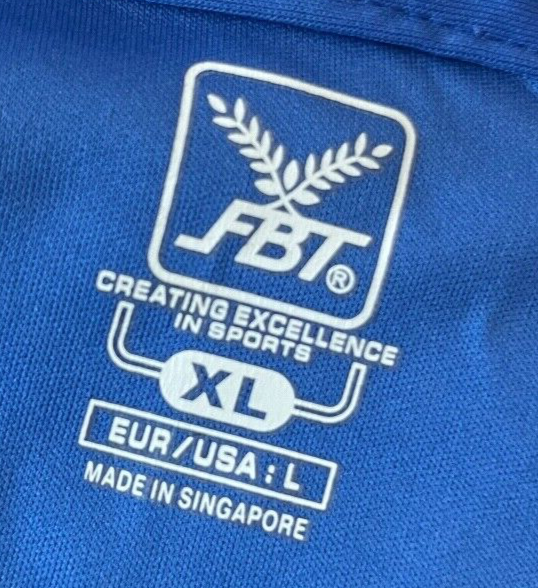 FBT®
CREATING EXCELLENCE
IN SPORTS
XL
EUR/USA : L
MADE IN SINGAPORE